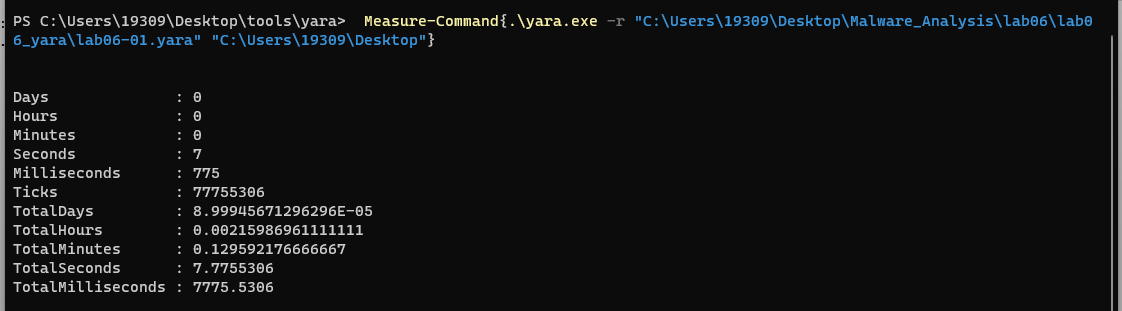 PS C:\Users\19309\Desktop\tools\yara>  Measure-Command{.\yara.exe -r "C:\Users\19309\Desktop\Malware_Analysis\lab06\lab0
6_yara\lab06-01.yara" "C:\Users\19309\Desktop"}
Days              : 0
Hours             : 0
Minutes           : 0
Seconds           : 7
Milliseconds      : 775
Ticks             : 77755306
TotalDays         : 8.99945671296296E-05
TotalHours        : 0.00215986961111111
TotalMinutes      : 0.129592176666667
TotalSeconds      : 7.7755306
TotalMilliseconds : 7775.5306